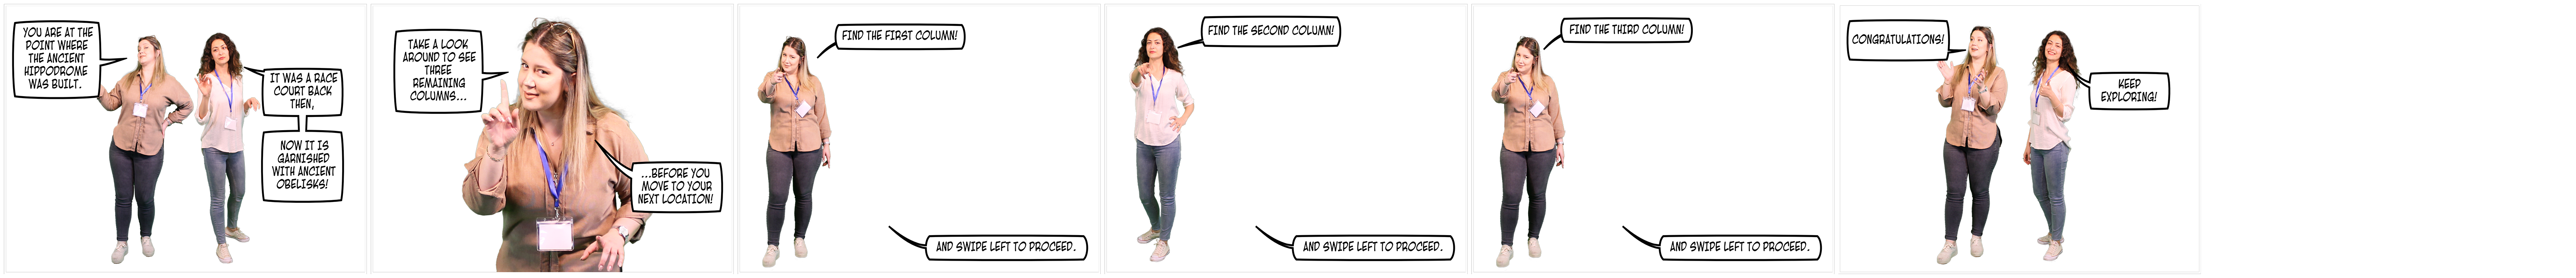 YOU ARE AT THE
POINT WHERE
THE ANCIENT
HIPPODROME
WAS BUILT.
IT WAS A RACE
COURT BACK
THEN,
NOW IT IS
GARNISHED
WITH ANCIENT
OBELISKS!
TAKE A LOOK
AROUND TO SEE
THREE
REMAINING
COLUMNS...
...BEFORE YOU
MOVE TO YOUR
NEXT LOCATION!
FIND THE FIRST COLUMN!
AND SWIPE LEFT TO PROCEED.
FIND THE SECOND COLUMN!
AND SWIPE LEFT TO PROCEED.
FIND THE THIRD COLUMN!
AND SWIPE LEFT TO PROCEED.
CONGRATULATIONS!
KEEP
EXPLORING!